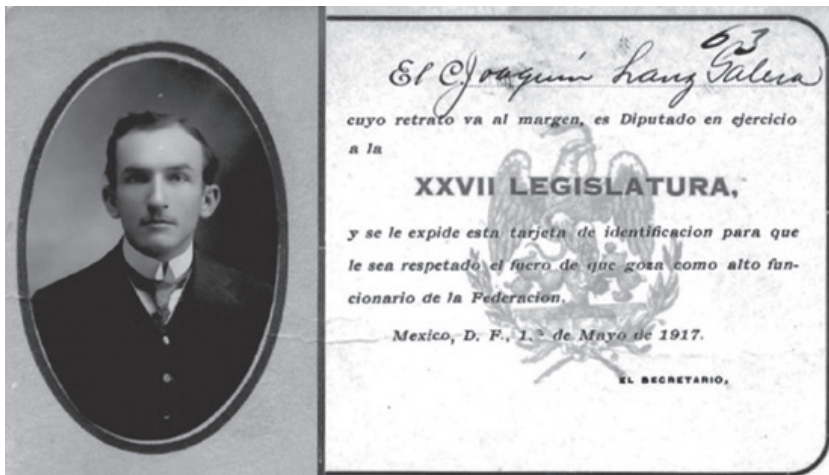 63
El C. Joaquín Lanz Galera
cuyo retrato va al margen, es Diputado en ejercicio
a la
XXVII LEGISLATURA,
y se le expide esta tarjeta de identificacion para que
le sea respetado el fuero de que goza como alto fun-
cionario de la Federacion.
Mexico, D. F., 1.º de Mayo de 1917.
EL SECRETARIO,